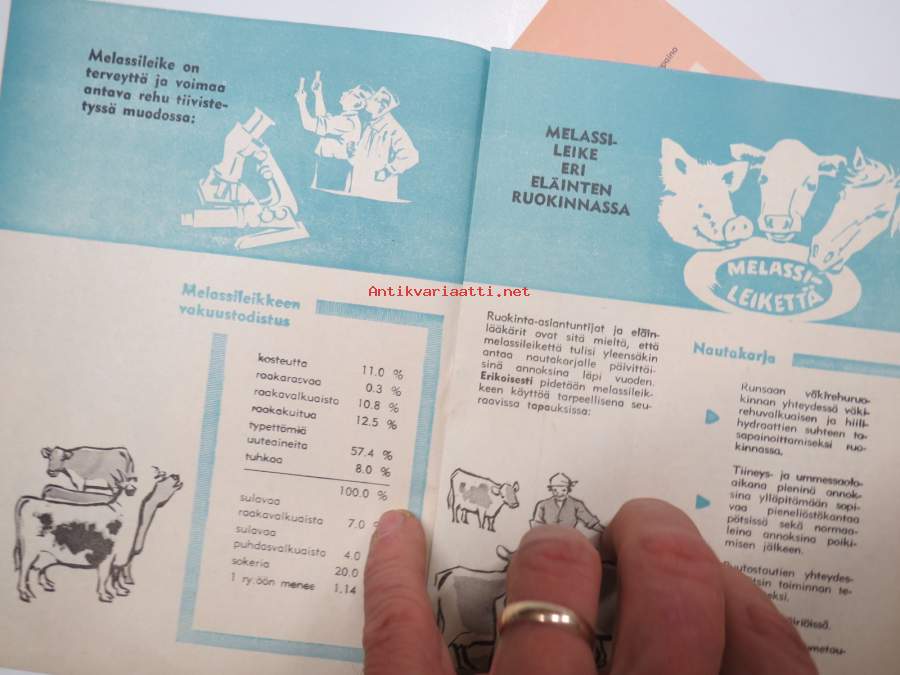 Melassileike on
terveyttä ja voimaa
antava rehu tiiviste-
tyssä muodossa:
Melassileikkeen
vakuustodistus
kosteutta 11.0 %
raakarasvaa 0.3 %
raakavalkuaista 10.8 %
raakakuitua 12.5 %
typettömiä
uuteaineita 57.4 %
tuhkaa 8.0 %
100.0 %
sulavaa
raakavalkuaista 7.0
sulavaa
puhdasvalkuaista 4.0
sokeria 20.0
1 ry:öön menee 1,14
MELASSI-
LEIKE
ERI
ELÄINTEN
RUOKINNASSA
MELASSI-
LEIKETTÄ
Antikvariaatti.net
Ruokinta-asiantuntijat ja eläin-
lääkärit ovat sitä mieltä, että
melassileikettä tulisi yleensäkin
antaa nautakarjalle päivittäi-
sinä annoksina läpi vuoden.
Erikoisesti pidetään melassileik-
keen käyttöä tarpeellisena seu-
raavissa tapauksissa:
Nautakarja
Runsaan väkirehuruo-
kinnan yhteydessä väki-
rehuvalkuaisen ja hiili-
hydraattien suhteen ta-
sapainoittamiseksi ruo-
kinnassa.
Tiineys- ja ummessaolo-
aikana pieninä annok-
sina ylläpitämään sopi-
vaa pieneliöstökantaa
pötsissä sekä normaa-
leina annoksina poiki-
misen jälkeen.
yhteydes-
toiminnan te-